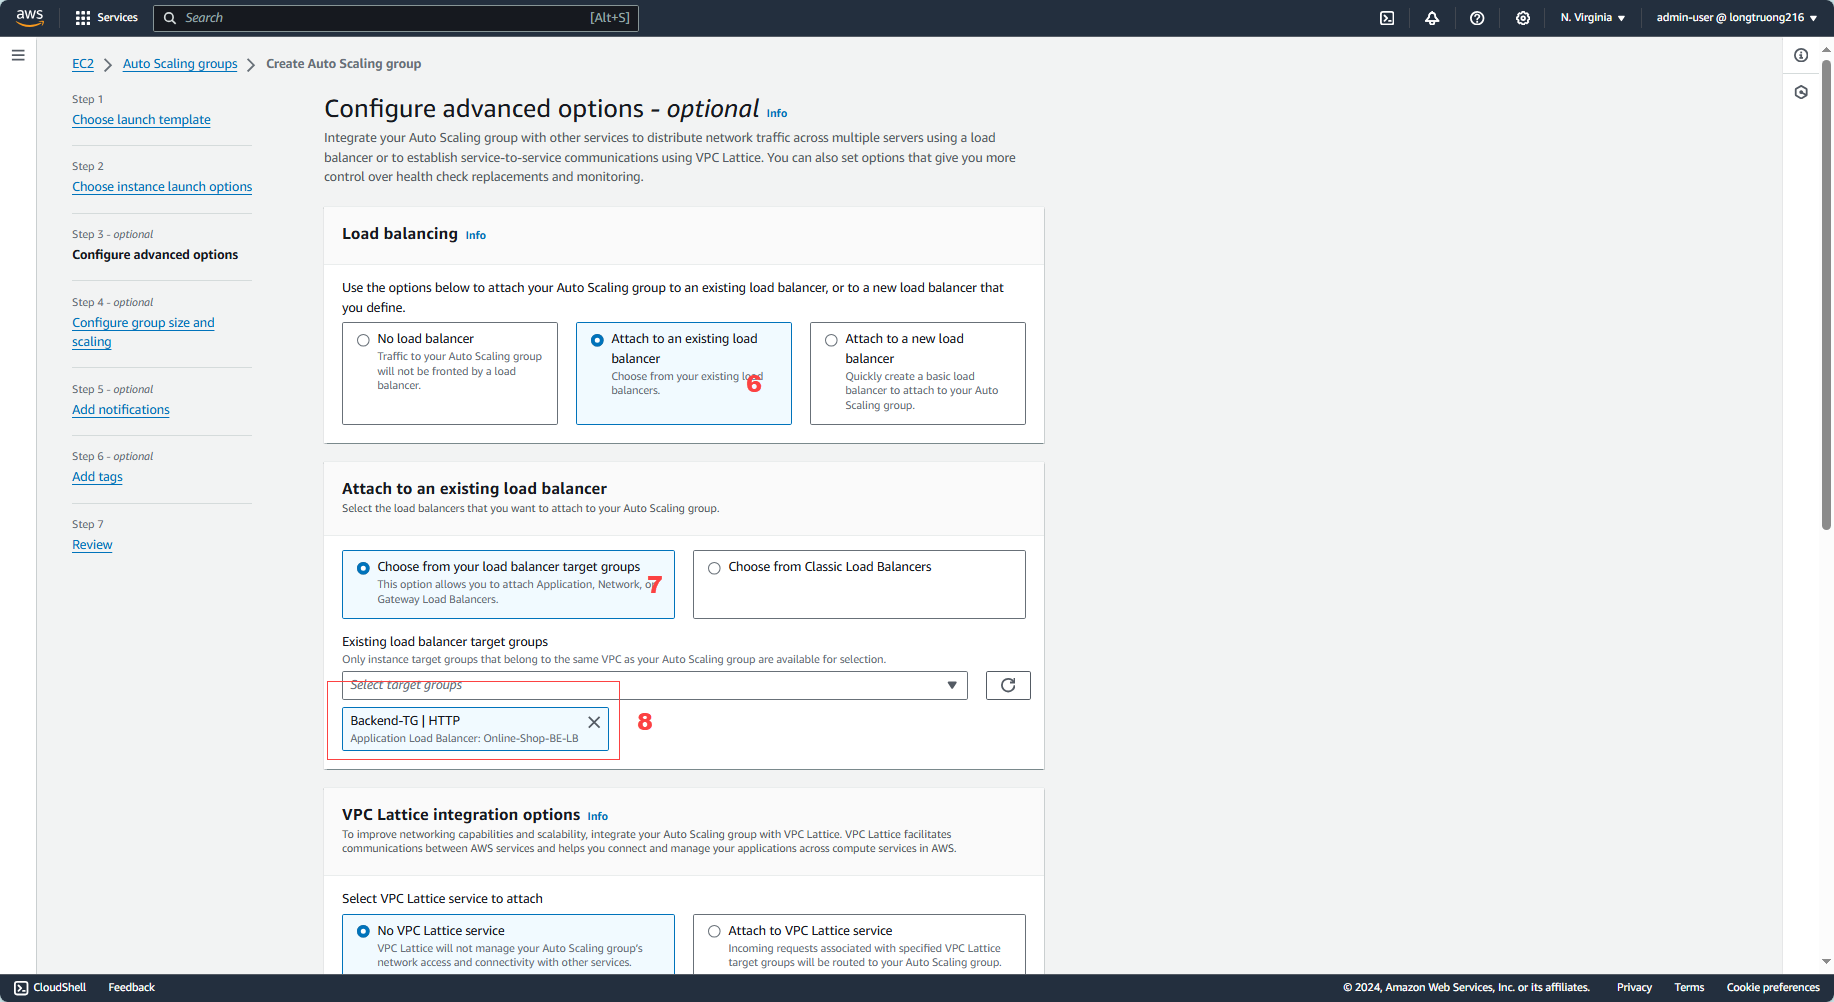 aws
Services
Search
[Alt+S]
N. Virginia
admin-user @ longtruong216
EC2
Auto Scaling groups
Create Auto Scaling group
Step 1
Choose launch template
Step 2
Choose instance launch options
Step 3 - optional
Configure advanced options
Step 4 - optional
Configure group size and
scaling
Step 5 - optional
Add notifications
Step 6 - optional
Add tags
Step 7
Review
Configure advanced options - optional Info
Integrate your Auto Scaling group with other services to distribute network traffic across multiple servers using a load
balancer or to establish service-to-service communications using VPC Lattice. You can also set options that give you more
control over health check replacements and monitoring.
Load balancing Info
Use the options below to attach your Auto Scaling group to an existing load balancer, or to a new load balancer that
you define.
No load balancer
Traffic to your Auto Scaling group
will not be fronted by a load
balancer.
Attach to an existing load
balancer
Choose from your existing load
balancers.
6
Attach to a new load
balancer
Quickly create a basic load
balancer to attach to your Auto
Scaling group.
Attach to an existing load balancer
Select the load balancers that you want to attach to your Auto Scaling group.
Choose from your load balancer target groups
This option allows you to attach Application, Network, or
Gateway Load Balancers.
7
Choose from Classic Load Balancers
Existing load balancer target groups
Only instance target groups that belong to the same VPC as your Auto Scaling group are available for selection.
Select target groups
Backend-TG | HTTP
Application Load Balancer: Online-Shop-BE-LB
8
VPC Lattice integration options Info
To improve networking capabilities and scalability, integrate your Auto Scaling group with VPC Lattice. VPC Lattice facilitates
communications between AWS services and helps you connect and manage your applications across compute services in AWS.
Select VPC Lattice service to attach
No VPC Lattice service
VPC Lattice will not manage your Auto Scaling group's
network access and connectivity with other services.
Attach to VPC Lattice service
Incoming requests associated with specified VPC Lattice
target groups will be routed to your Auto Scaling group.
CloudShell
Feedback
© 2024, Amazon Web Services, Inc. or its affiliates.
Privacy
Terms
Cookie preferences